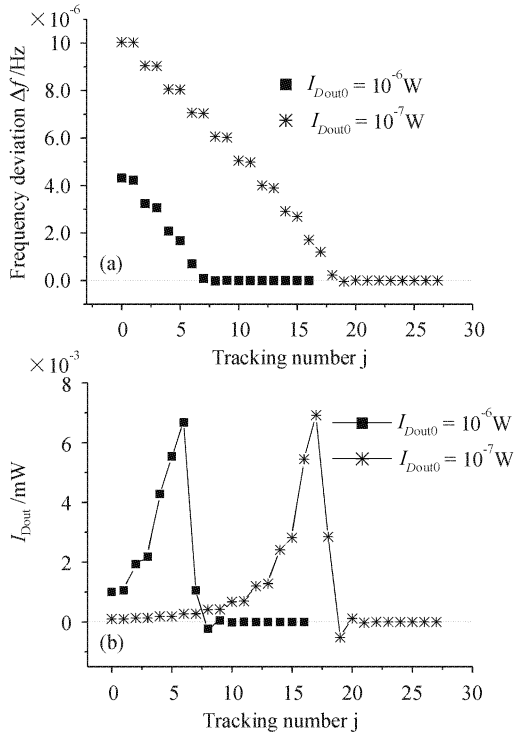 ×10⁻⁶
10
8.0
6.0
4.0
2.0
0.0
Frequency deviation Δf /Hz
I_Dout0 = 10⁻⁶W
I_Dout0 = 10⁻⁷W
(a)
0 5 10 15 20 25 30
Tracking number j
×10⁻³
8
6
4
2
0
I_Dout /mW
I_Dout0 = 10⁻⁶W
I_Dout0 = 10⁻⁷W
(b)
0 5 10 15 20 25 30
Tracking number j